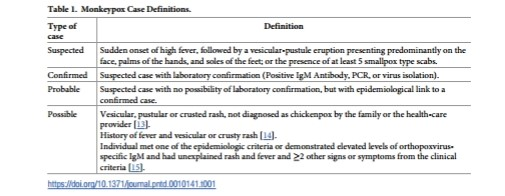 Table 1. Monkeypox Case Definitions.
Type of case
Definition
Suspected
Sudden onset of high fever, followed by a vesicular-pustule eruption presenting predominantly on the
face, palms of the hands, and soles of the feet; or the presence of at least 5 smallpox type scabs.
Confirmed
Suspected case with laboratory confirmation (Positive IgM Antibody, PCR, or virus isolation).
Probable
Suspected case with no possibility of laboratory confirmation, but with epidemiological link to a
confirmed case.
Possible
Vesicular, pustular or crusted rash, not diagnosed as chickenpox by the family or the health-care
provider [13].
History of fever and vesicular or crusty rash [14].
Individual met one of the epidemiologic criteria or demonstrated elevated levels of orthopoxvirus-
specific IgM and had unexplained rash and fever and ≥2 other signs or symptoms from the clinical
criteria [15].
https://doi.org/10.1371/journal.pntd.0010141.t001